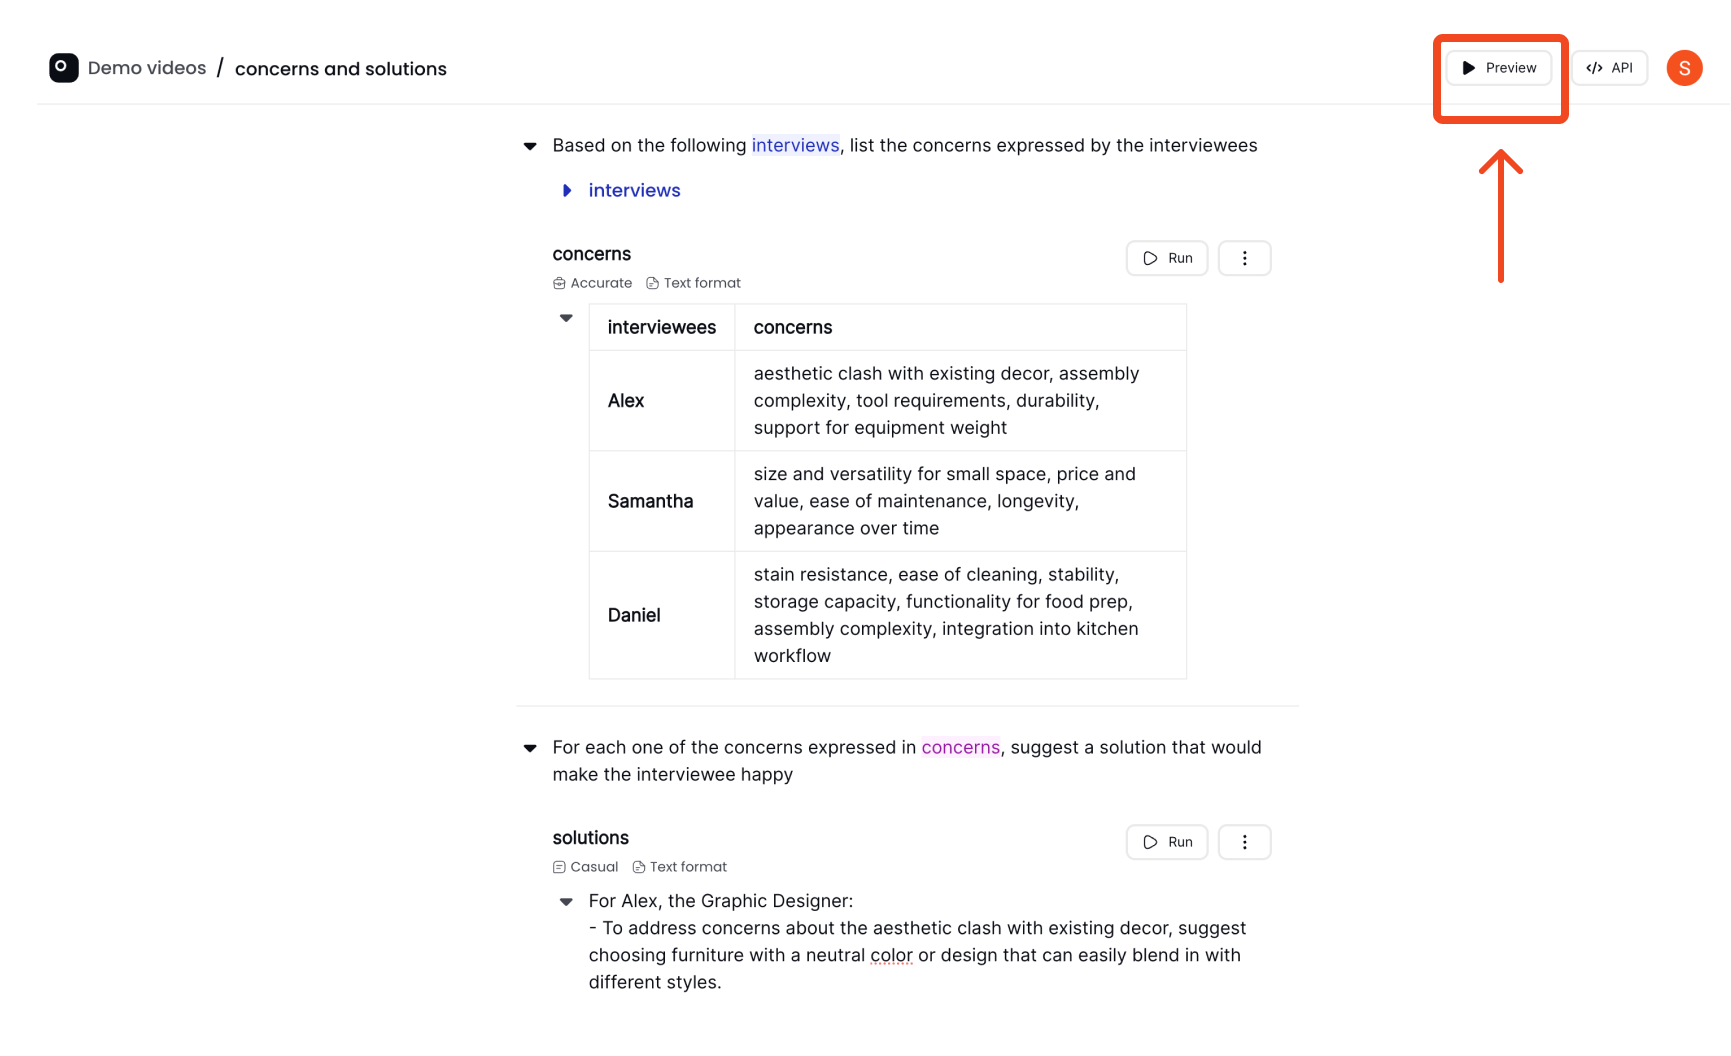 Demo videos / concerns and solutions
Preview
API
S
Based on the following interviews, list the concerns expressed by the interviewees
interviews
concerns
Run
Accurate Text format
interviewees concerns
Alex
aesthetic clash with existing decor, assembly
complexity, tool requirements, durability,
support for equipment weight
Samantha
size and versatility for small space, price and
value, ease of maintenance, longevity,
appearance over time
Daniel
stain resistance, ease of cleaning, stability,
storage capacity, functionality for food prep,
assembly complexity, integration into kitchen
workflow
For each one of the concerns expressed in concerns, suggest a solution that would
make the interviewee happy
solutions
Run
Casual Text format
For Alex, the Graphic Designer:
- To address concerns about the aesthetic clash with existing decor, suggest
choosing furniture with a neutral color or design that can easily blend in with
different styles.